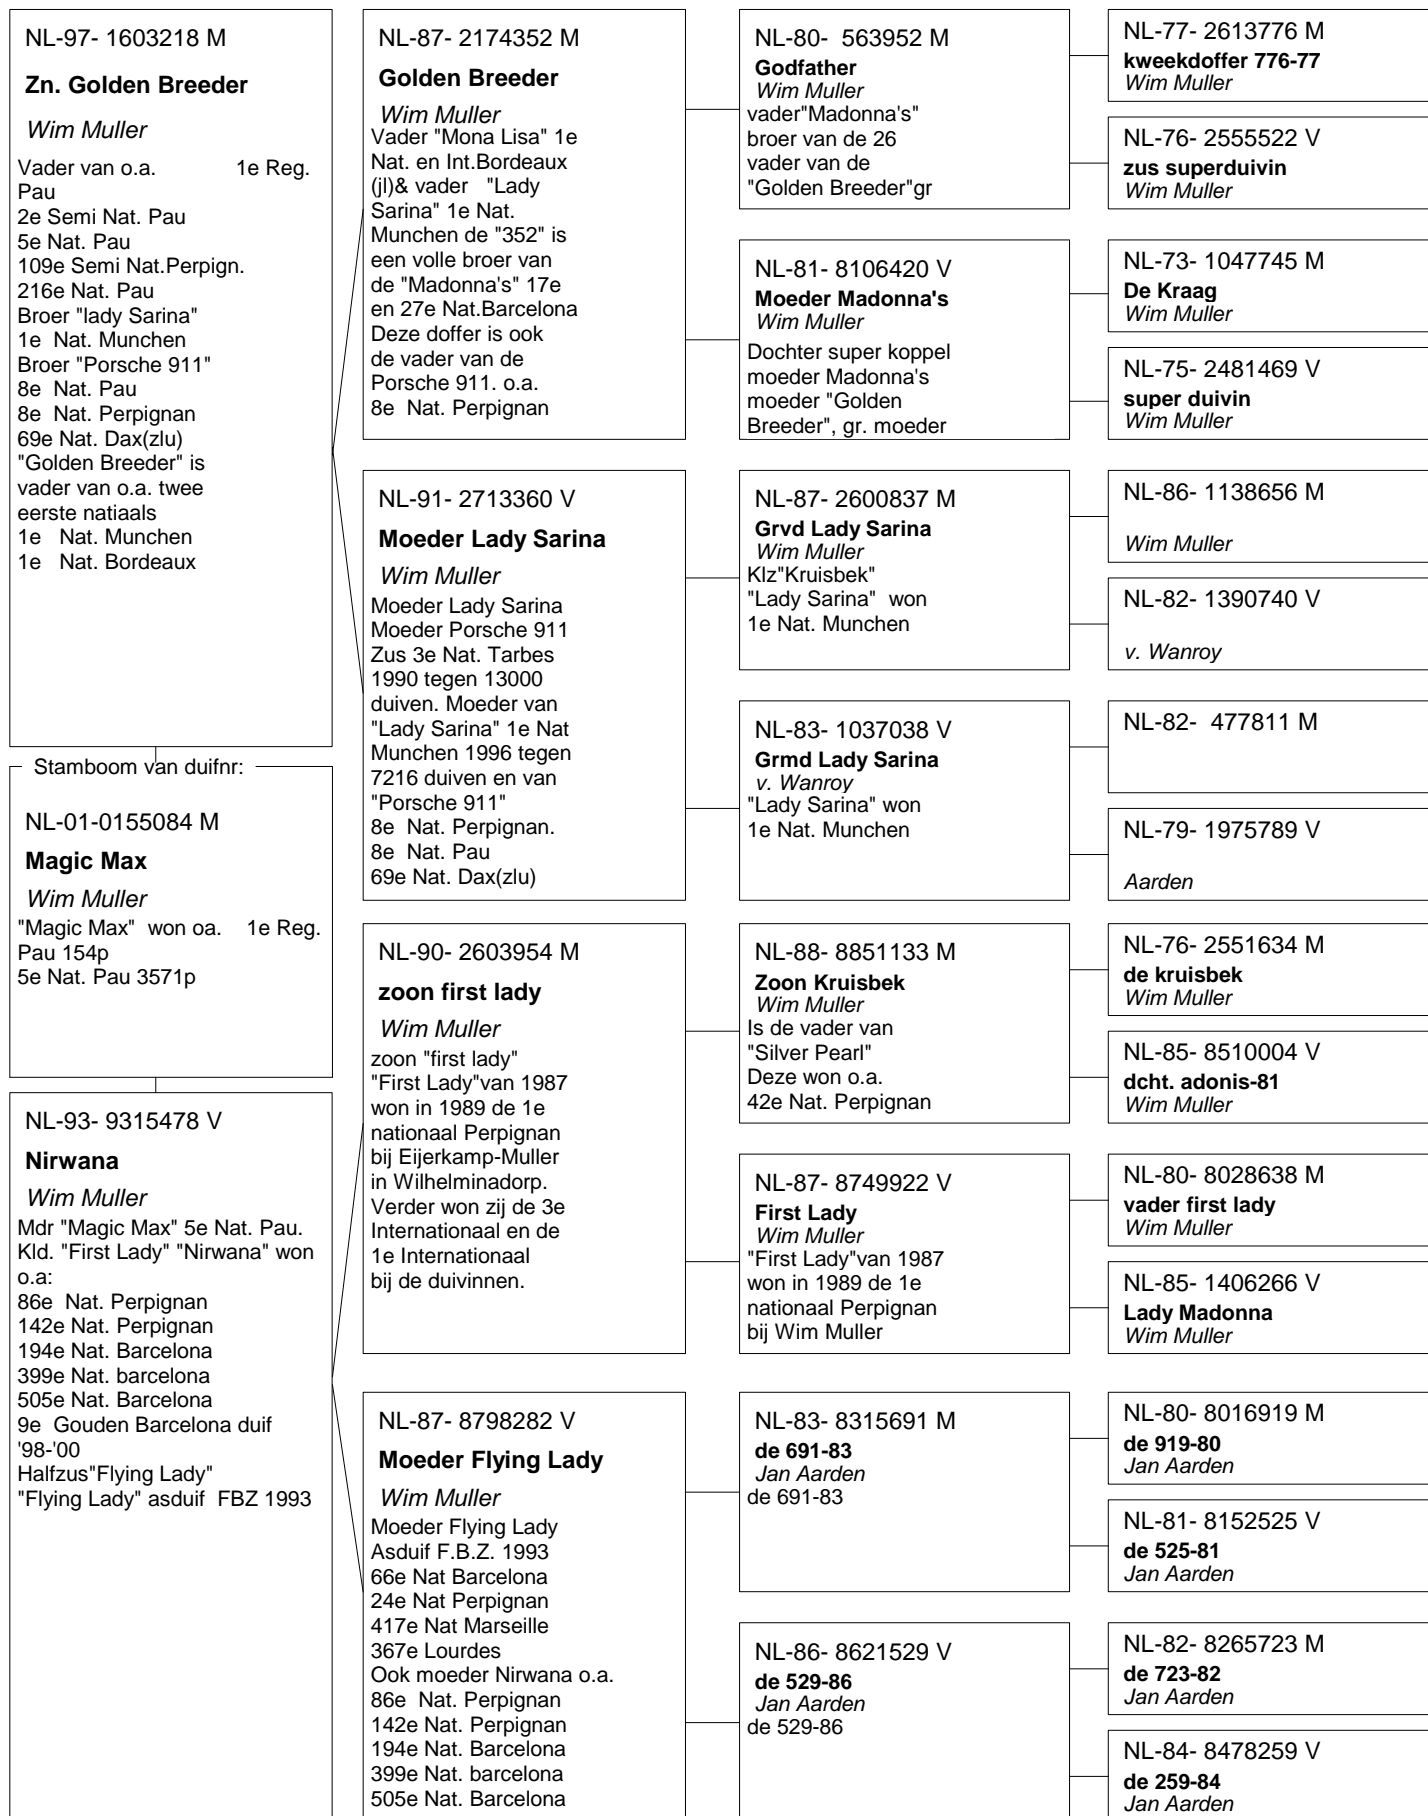 NL-97- 1603218 M
Zn. Golden Breeder
Wim Muller
Vader van o.a. 1e Reg.
Pau
2e Semi Nat. Pau
5e Nat. Pau
109e Semi Nat.Perpign.
216e Nat. Pau
Broer "lady Sarina"
1e Nat. Munchen
Broer "Porsche 911"
8e Nat. Pau
8e Nat. Perpignan
69e Nat. Dax(zlu)
"Golden Breeder" is
vader van o.a. twee
eerste natiaals
1e Nat. Munchen
1e Nat. Bordeaux
Stamboom van duifnr:
NL-01-0155084 M
Magic Max
Wim Muller
"Magic Max" won oa. 1e Reg.
Pau 154p
5e Nat. Pau 3571p
NL-93- 9315478 V
Nirwana
Wim Muller
Mdr "Magic Max" 5e Nat. Pau.
Kld. "First Lady" "Nirwana" won
o.a:
86e Nat. Perpignan
142e Nat. Perpignan
194e Nat. Barcelona
399e Nat. barcelona
505e Nat. Barcelona
9e Gouden Barcelona duif
'98-'00
Halfzus"Flying Lady"
"Flying Lady" asduif FBZ 1993
NL-87- 2174352 M
Golden Breeder
Wim Muller
Vader "Mona Lisa" 1e
Nat. en Int.Bordeaux
(jl)& vader "Lady
Sarina" 1e Nat.
Munchen de "352" is
een volle broer van
de "Madonna's" 17e
en 27e Nat.Barcelona
Deze doffer is ook
de vader van de
Porsche 911. o.a.
8e Nat. Perpignan
NL-91- 2713360 V
Moeder Lady Sarina
Wim Muller
Moeder Lady Sarina
Moeder Porsche 911
Zus 3e Nat. Tarbes
1990 tegen 13000
duiven. Moeder van
"Lady Sarina" 1e Nat
Munchen 1996 tegen
7216 duiven en van
"Porsche 911"
8e Nat. Perpignan.
8e Nat. Pau
69e Nat. Dax(zlu)
NL-90- 2603954 M
zoon first lady
Wim Muller
zoon "first lady"
"First Lady"van 1987
won in 1989 de 1e
nationaal Perpignan
bij Eijerkamp-Muller
in Wilhelminadorp.
Verder won zij de 3e
Internationaal en de
1e Internationaal
bij de duivinnen.
NL-87- 8798282 V
Moeder Flying Lady
Wim Muller
Moeder Flying Lady
Asduif F.B.Z. 1993
66e Nat Barcelona
24e Nat Perpignan
417e Nat Marseille
367e Lourdes
Ook moeder Nirwana o.a.
86e Nat. Perpignan
142e Nat. Perpignan
194e Nat. Barcelona
399e Nat. barcelona
505e Nat. Barcelona
NL-80- 563952 M
Godfather
Wim Muller
vader"Madonna's"
broer van de 26
vader van de
"Golden Breeder"gr
NL-81- 8106420 V
Moeder Madonna's
Wim Muller
Dochter super koppel
moeder Madonna's
moeder "Golden
Breeder", gr. moeder
NL-87- 2600837 M
Grvd Lady Sarina
Wim Muller
Klz"Kruisbek"
"Lady Sarina" won
1e Nat. Munchen
NL-83- 1037038 V
Grmd Lady Sarina
v. Wanroy
"Lady Sarina" won
1e Nat. Munchen
NL-88- 8851133 M
Zoon Kruisbek
Wim Muller
Is de vader van
"Silver Pearl"
Deze won o.a.
42e Nat. Perpignan
NL-87- 8749922 V
First Lady
Wim Muller
"First Lady"van 1987
won in 1989 de 1e
nationaal Perpignan
bij Wim Muller
NL-83- 8315691 M
de 691-83
Jan Aarden
de 691-83
NL-86- 8621529 V
de 529-86
Jan Aarden
de 529-86
NL-77- 2613776 M
kweekdoffer 776-77
Wim Muller
NL-76- 2555522 V
zus superduivin
Wim Muller
NL-73- 1047745 M
De Kraag
Wim Muller
NL-75- 2481469 V
super duivin
Wim Muller
NL-86- 1138656 M
Wim Muller
NL-82- 1390740 V
v. Wanroy
NL-82- 477811 M
NL-79- 1975789 V
Aarden
NL-76- 2551634 M
de kruisbek
Wim Muller
NL-85- 8510004 V
dcht. adonis-81
Wim Muller
NL-80- 8028638 M
vader first lady
Wim Muller
NL-85- 1406266 V
Lady Madonna
Wim Muller
NL-80- 8016919 M
de 919-80
Jan Aarden
NL-81- 8152525 V
de 525-81
Jan Aarden
NL-82- 8265723 M
de 723-82
Jan Aarden
NL-84- 8478259 V
de 259-84
Jan Aarden